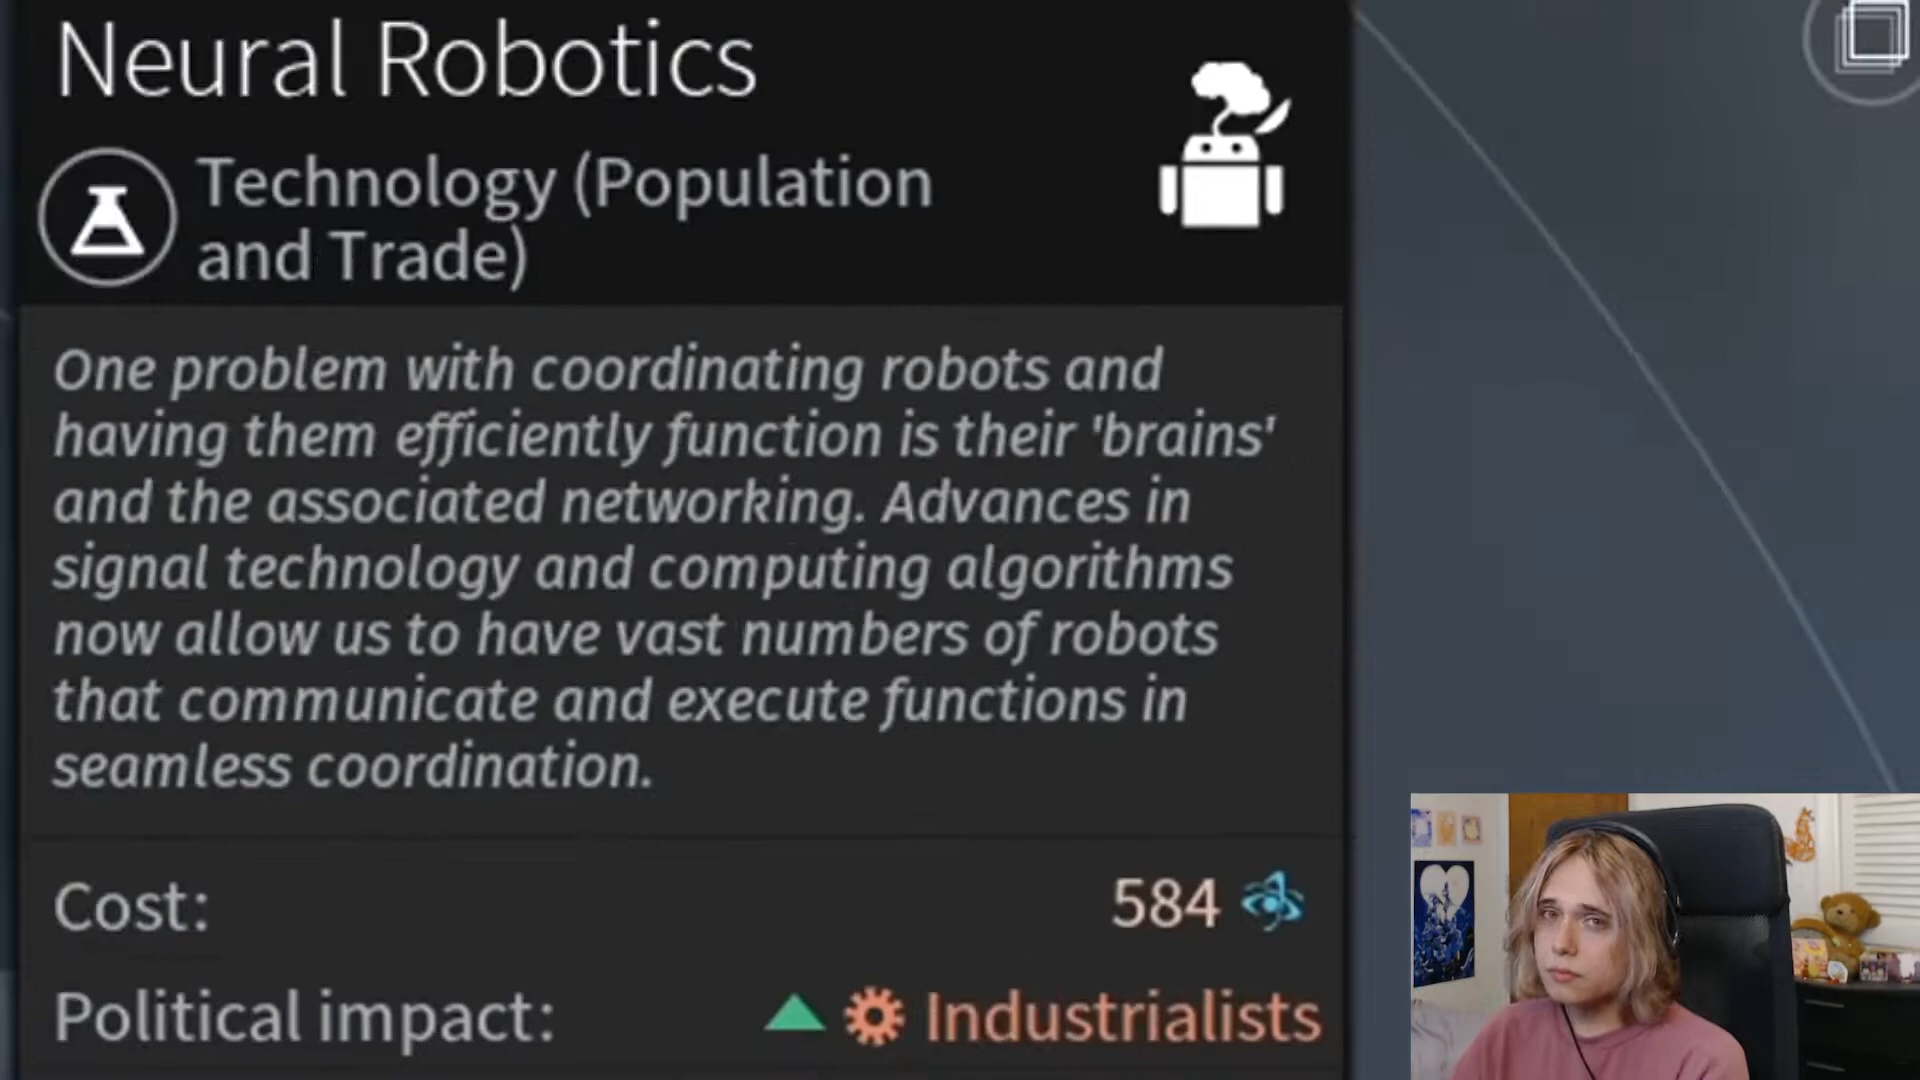 Neural Robotics
Technology (Population
and Trade)
One problem with coordinating robots and
having them efficiently function is their 'brains'
and the associated networking. Advances in
signal technology and computing algorithms
now allow us to have vast numbers of robots
that communicate and execute functions in
seamless coordination.
Cost: 584
Political impact: Industrialists